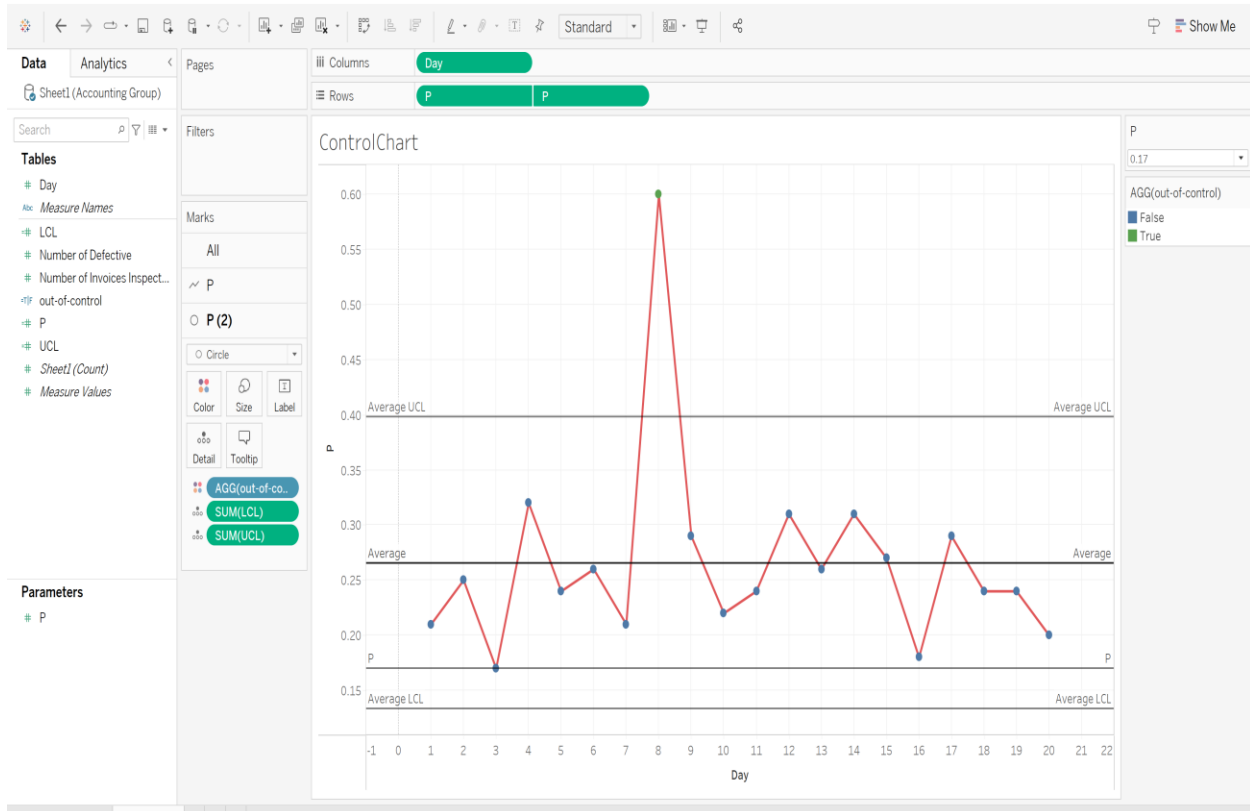 Standard
Show Me
Data
Analytics
Pages
Columns
Day
Sheet1 (Accounting Group)
Rows
P
P
Search
Filters
Tables
# Day
Abc Measure Names
# LCL
# Number of Defective
# Number of Invoices Inspect...
=T|F out-of-control
=# P
=# UCL
# Sheet1 (Count)
# Measure Values
Parameters
# P
Marks
All
P
P (2)
Circle
Color
Size
Label
Detail
Tooltip
AGG(out-of-co..
SUM(LCL)
SUM(UCL)
ControlChart
0.60
0.55
0.50
0.45
0.40
0.35
0.30
0.25
0.20
0.15
P
Average UCL
Average UCL
Average
Average
P
P
Average LCL
Average LCL
-1 0 1 2 3 4 5 6 7 8 9 10 11 12 13 14 15 16 17 18 19 20 21 22
Day
P
0.17
AGG(out-of-control)
False
True